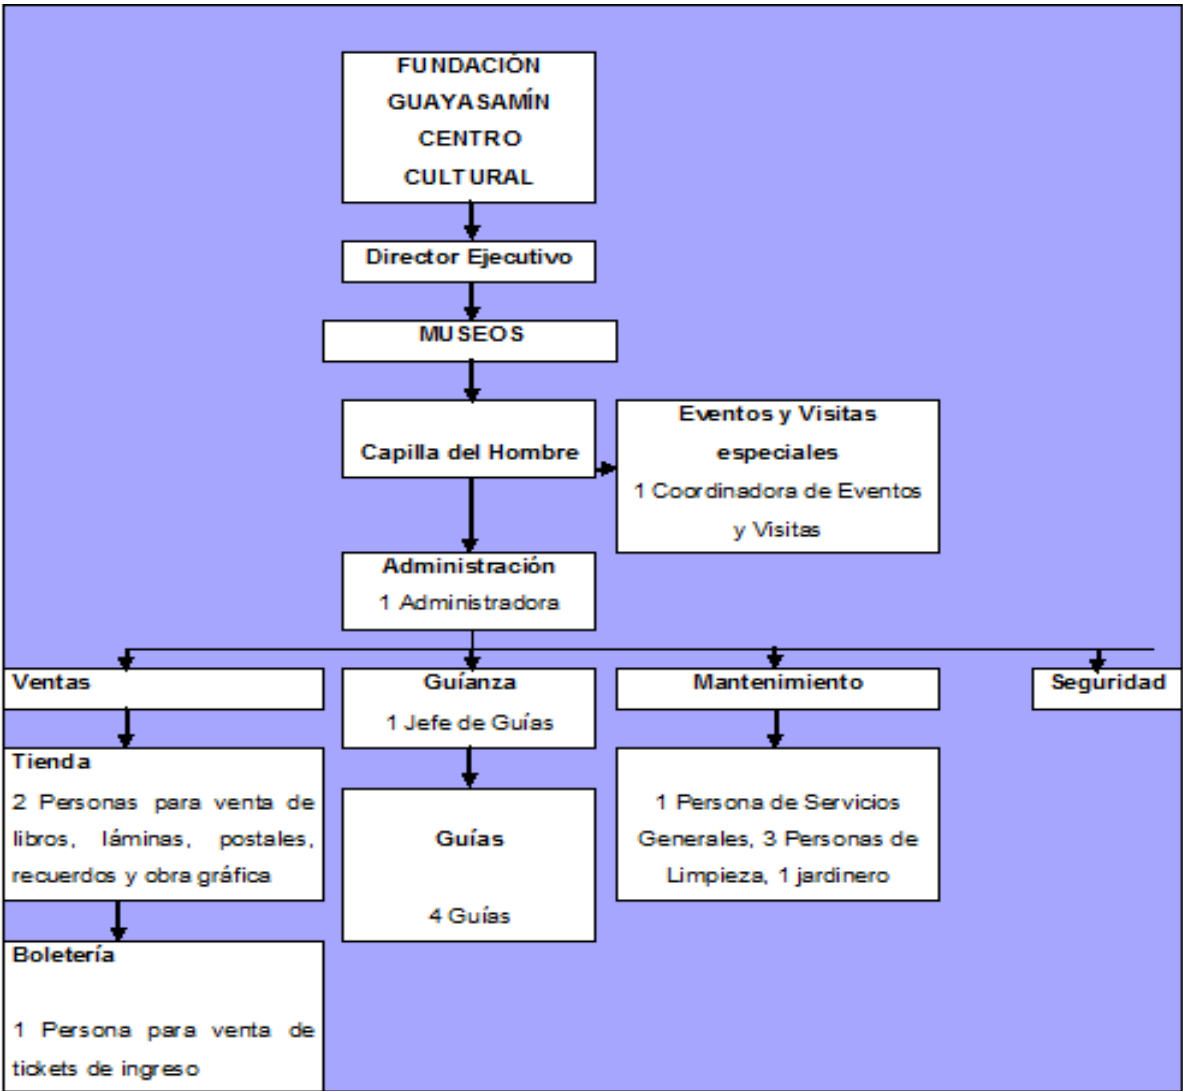 FUNDACIÓN
GUAYASAMÍN
CENTRO
CULTURAL
Director Ejecutivo
MUSEOS
Capilla del Hombre
Eventos y Visitas
especiales
1 Coordinadora de Eventos
y Visitas
Administración
1 Administradora
Ventas
Guíanza
1 Jefe de Guías
Mantenimiento
Seguridad
Tienda
2 Personas para venta de
libros, láminas, postales,
recuerdos y obra gráfica
Guías
4 Guías
1 Persona de Servicios
Generales, 3 Personas de
Limpieza, 1 jardinero
Boletería
1 Persona para venta de
tickets de ingreso